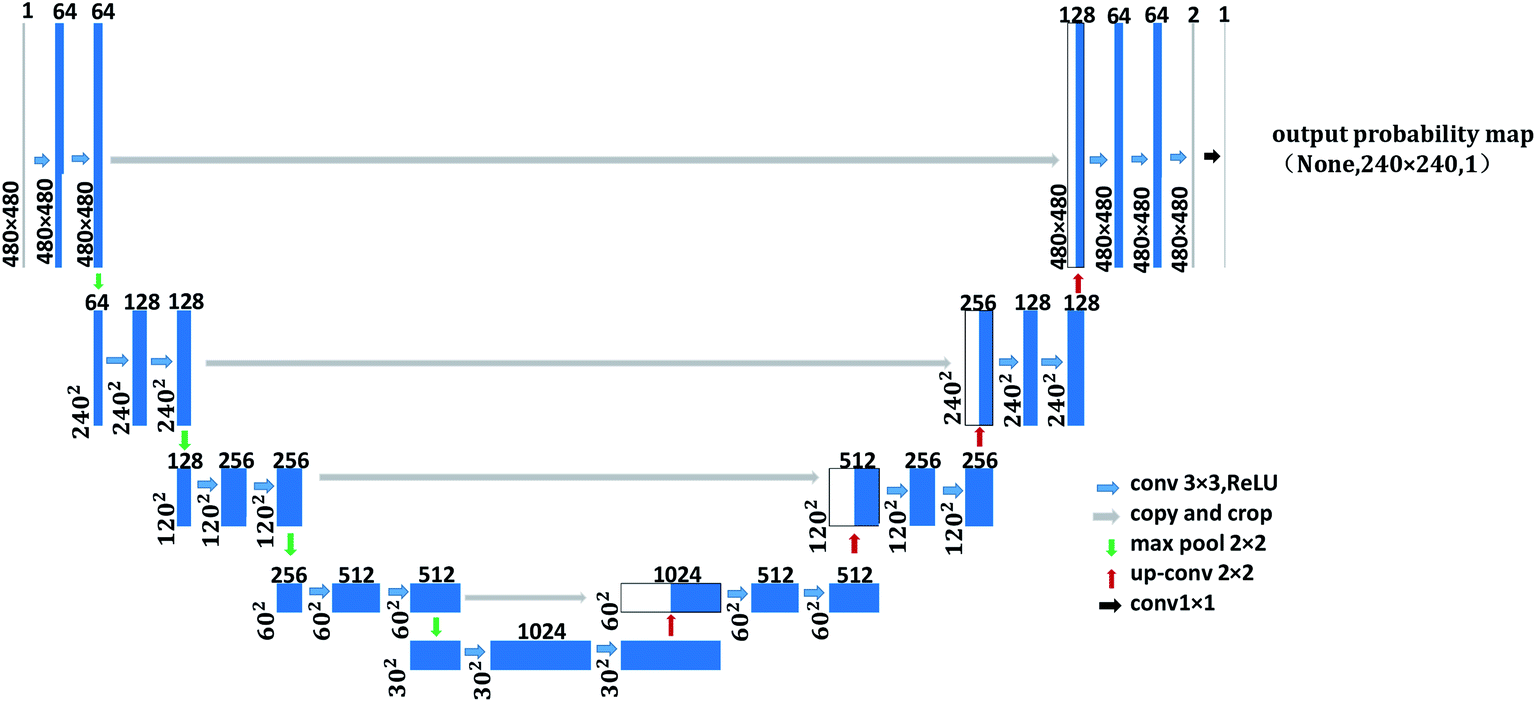 1 64 64
480×480 480×480 480×480
128 64 64 2 1
480×480 480×480 480×480 480×480
output probability map
（None,240×240,1）
64 128 128
240² 240² 240²
256 128 128
240² 240² 240²
128 256 256
120² 120² 120²
512 256 256
120² 120² 120²
256 512 512
60² 60² 60²
1024 512 512
60² 60² 60²
1024
30² 30² 30²
conv 3×3,ReLU
copy and crop
max pool 2×2
up-conv 2×2
conv1×1